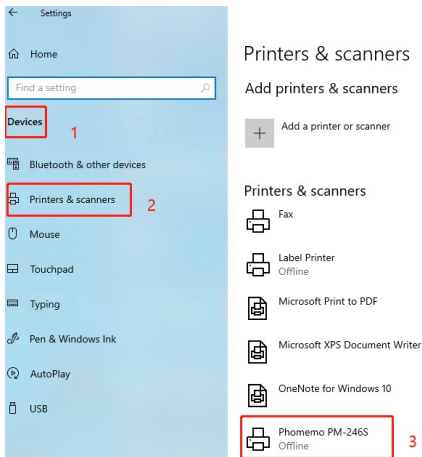 Settings
Home
Find a setting
Devices
1
Bluetooth & other devices
Printers & scanners
2
Mouse
Touchpad
Typing
Pen & Windows Ink
AutoPlay
USB
Printers & scanners
Add printers & scanners
Add a printer or scanner
Printers & scanners
Fax
Label Printer
Offline
Microsoft Print to PDF
Microsoft XPS Document Writer
OneNote for Windows 10
Phomemo PM-246S
Offline
3